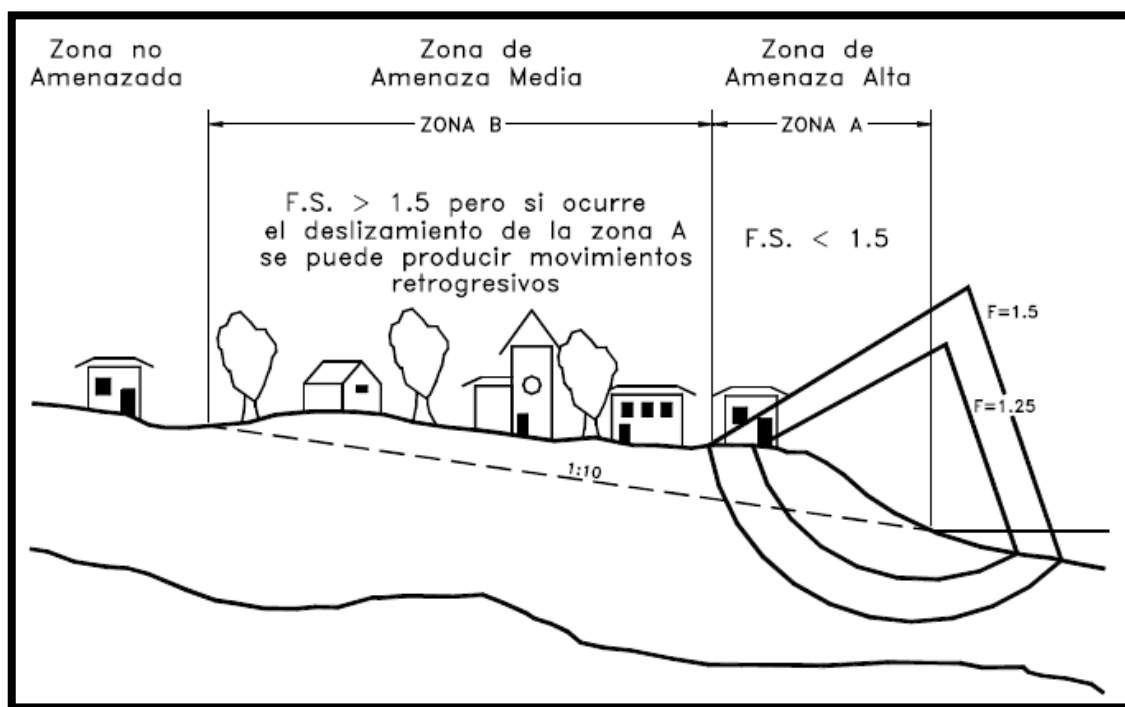 Zona no
Amenazada
Zona de
Amenaza Media
Zona de
Amenaza Alta
ZONA B
ZONA A
F.S. > 1.5 pero si ocurre
el deslizamiento de la zona A
se puede producir movimientos
retrogresivos
F.S. < 1.5
F=1.5
F=1.25
1:10